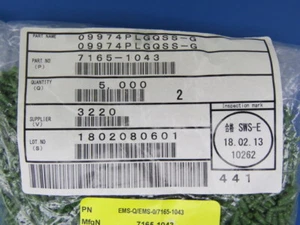 PART NAME 09974PLGQSS-G
09974PLGQSS-G
PART NO (P) 7165-1043
QUANTITY (Q) 5,000
2
SUPPLIER (V) 3220
Inspection mark
SWS-E
18.02.13
10262
LOT NO (B) 1802080601
441
PN EMS-Q/EMS-0/7165-1043
MfgN 7165-1043